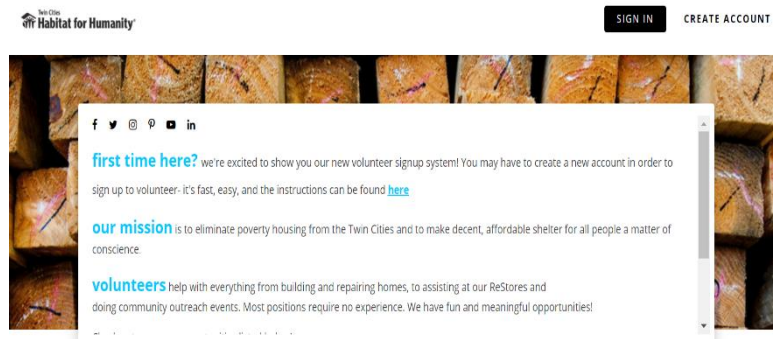 Twin Cities
Habitat for Humanity®
SIGN IN
CREATE ACCOUNT
first time here? we're excited to show you our new volunteer signup system! You may have to create a new account in order to
sign up to volunteer- it's fast, easy, and the instructions can be found here
our mission is to eliminate poverty housing from the Twin Cities and to make decent, affordable shelter for all people a matter of
conscience.
volunteers help with everything from building and repairing homes, to assisting at our ReStores and
doing community outreach events. Most positions require no experience. We have fun and meaningful opportunities!